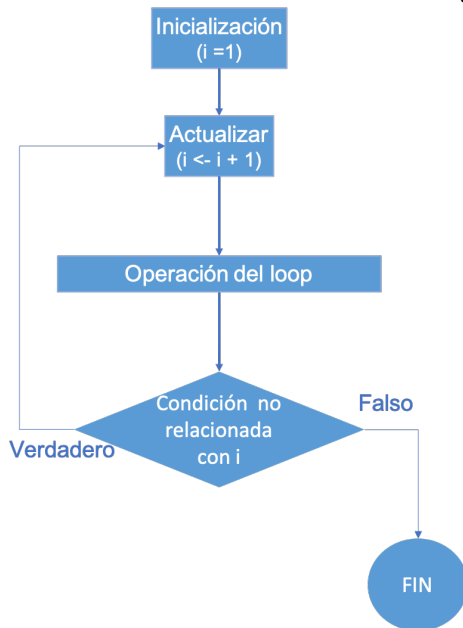 Inicialización
(i =1)
Actualizar
(i <- i + 1)
Operación del loop
Condición no
relacionada
con i
Falso
Verdadero
FIN